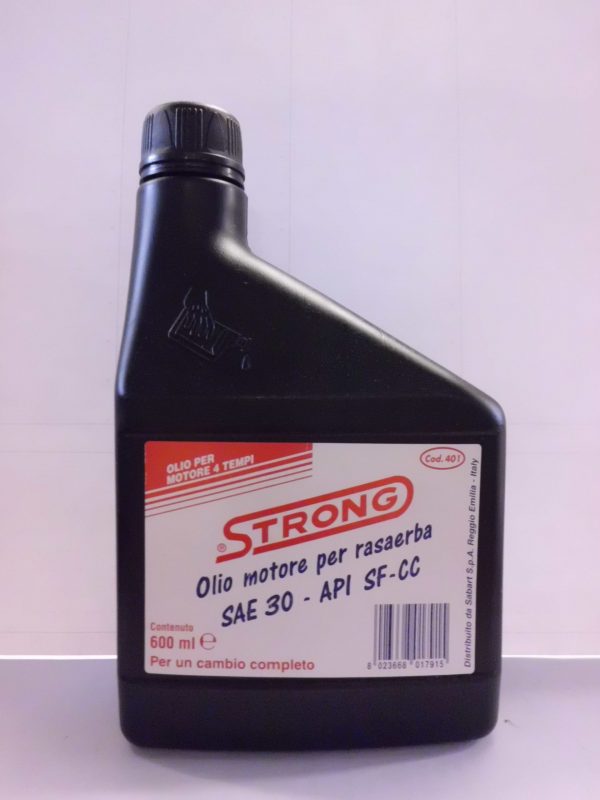 OLIO PER
MOTORE 4 TEMPI
Cod. 401
® STRONG
Olio motore per rasaerba
SAE 30 - API SF-CC
Contenuto
600 ml ℮
Per un cambio completo
8 023668 017915
Distribuito da Sabart S.p.A. Reggio Emilia - Italy